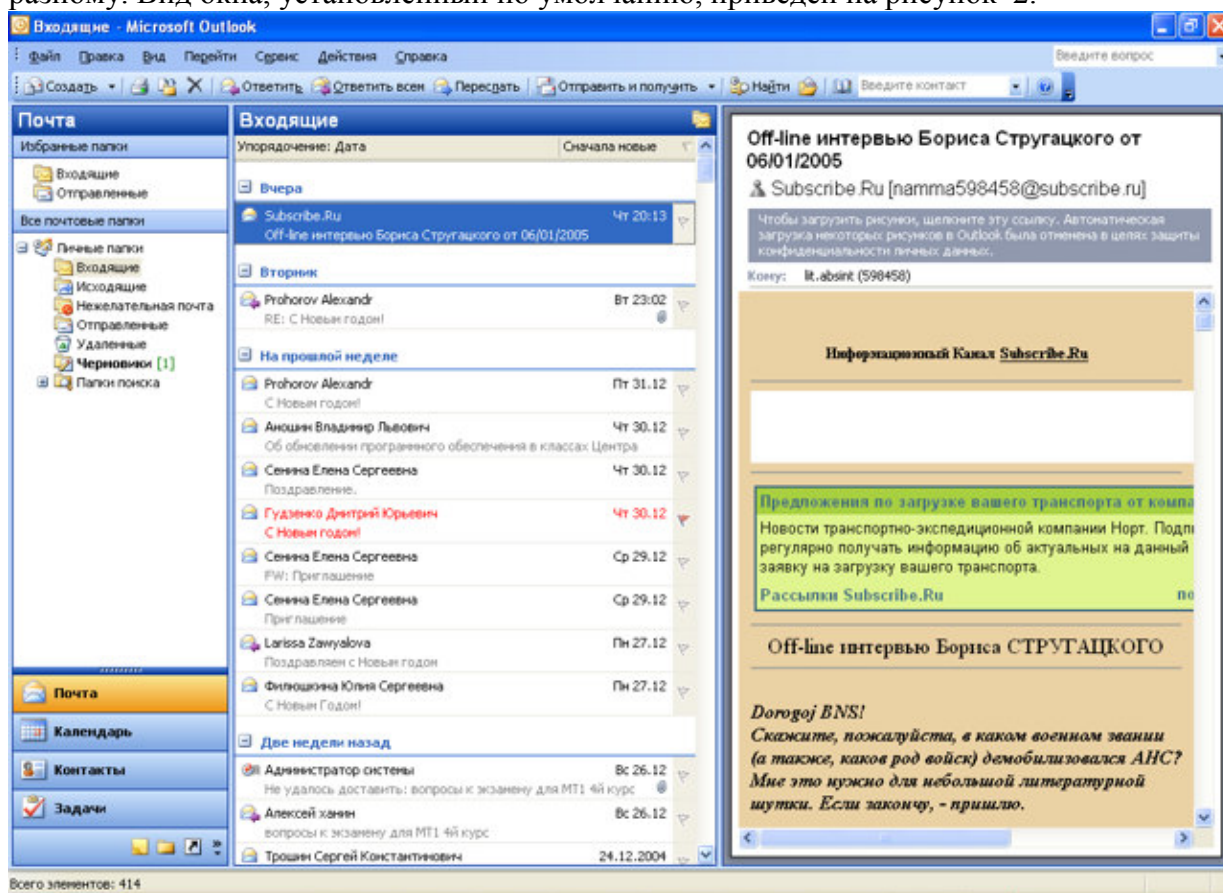 разному. Вид окна, установленный по умолчанию, приведен на рисунок 2.
Входящие - Microsoft Outlook
Файл Правка Вид Перейти Сервис Действия Справка Введите вопрос
Создать Ответить Ответить всем Переслать Отправить и получить Найти Введите контакт
Почта
Избранные папки
Входящие
Отправленные
Все почтовые папки
Личные папки
Входящие
Исходящие
Нежелательная почта
Отправленные
Удаленные
Черновики [1]
Папки поиска
Почта
Календарь
Контакты
Задачи
Входящие
Упорядочение: Дата Сначала новые
Вчера
Subscribe.Ru Чт 20:13
Off-line интервью Бориса Стругацкого от 06/01/2005
Вторник
Prohorov Alexandr Вт 23:02
RE: С Новым годом!
На прошлой неделе
Prohorov Alexandr Пт 31.12
С Новым годом!
Аношин Владимир Львович Чт 30.12
Об обновлении программного обеспечения в классах Центра
Сенина Елена Сергеевна Чт 30.12
Поздравление.
Гудзенко Дмитрий Юрьевич Чт 30.12
С Новым годом!
Сенина Елена Сергеевна Ср 29.12
FW: Приглашение
Сенина Елена Сергеевна Ср 29.12
Приглашение
Larissa Zawyalova Пн 27.12
Поздравляем с Новым годом
Филюшкина Юлия Сергеевна Пн 27.12
С Новым Годом!
Две недели назад
Администратор системы Вс 26.12
Не удалось доставить: вопросы к экзамену для МТ1 4й курс
Алексей ханин Вс 26.12
вопросы к экзамену для МТ1 4й курс
Трошин Сергей Константинович 24.12.2004
Off-line интервью Бориса Стругацкого от
06/01/2005
Subscribe.Ru [namma598458@subscribe.ru]
Чтобы загрузить рисунки, щелкните эту ссылку. Автоматическая
загрузка некоторых рисунков в Outlook была отменена в целях защиты
конфиденциальности личных данных.
Кому: lit.absint (598458)
Информационный Канал Subscribe.Ru
Предложения по загрузке вашего транспорта от компа
Новости транспортно-экспедиционной компании Норт. Подпи
регулярно получать информацию об актуальных на данный
заявку на загрузку вашего транспорта.
Рассылки Subscribe.Ru по
Off-line интервью Бориса СТРУГАЦКОГО
Dorogoj BNS!
Скажите, пожалуйста, в каком военном звании
(а также, каков род войск) демобилизовался АНС?
Мне это нужно для небольшой литературной
шутки. Если закончу, - пришлю.
Всего элементов: 414